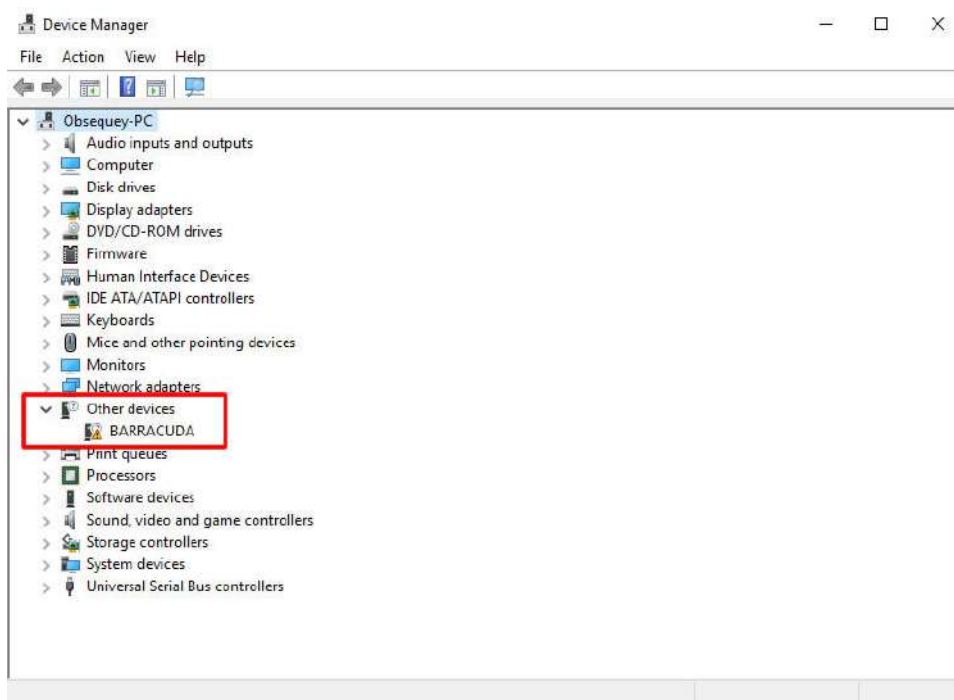 Device Manager
File Action View Help
Obsequey-PC
Audio inputs and outputs
Computer
Disk drives
Display adapters
DVD/CD-ROM drives
Firmware
Human Interface Devices
IDE ATA/ATAPI controllers
Keyboards
Mice and other pointing devices
Monitors
Network adapters
Other devices
BARRACUDA
Print queues
Processors
Software devices
Sound, video and game controllers
Storage controllers
System devices
Universal Serial Bus controllers